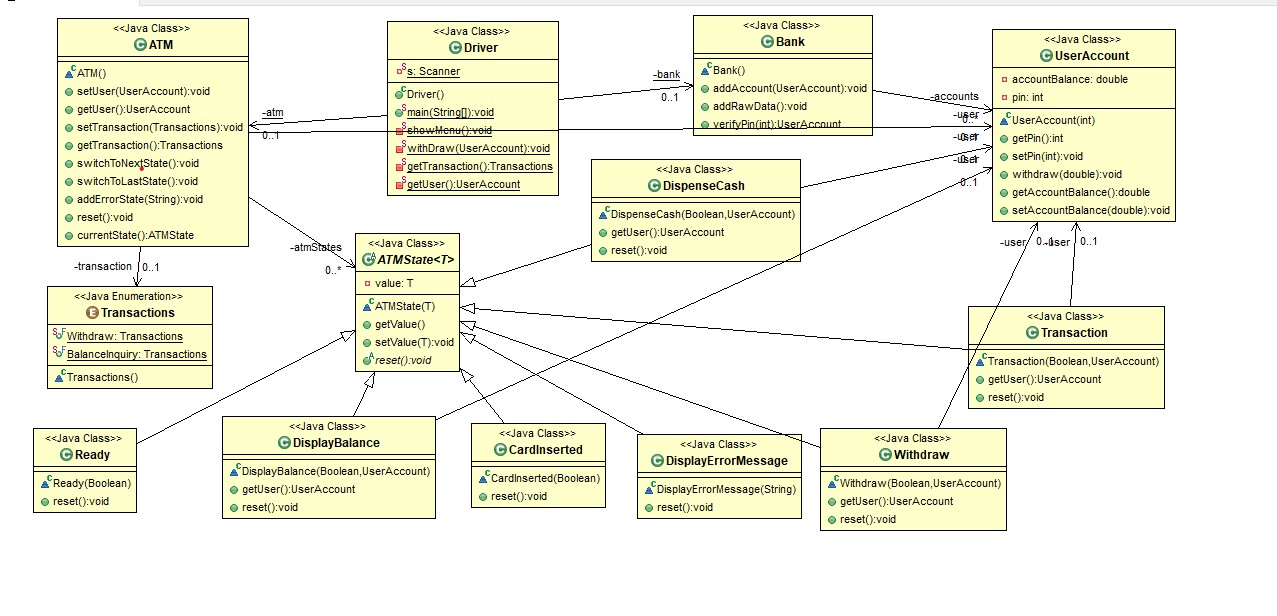 <<Java Class>>
ATM
ATM()
setUser(UserAccount):void
getUser():UserAccount
setTransaction(Transactions):void
getTransaction():Transactions
switchToNextState():void
switchToLastState():void
addErrorState(String):void
reset():void
currentState():ATMState
<<Java Class>>
Driver
s: Scanner
Driver()
main(String[]):void
showMenu():void
withDraw(UserAccount):void
getTransaction():Transactions
getUser():UserAccount
<<Java Class>>
Bank
Bank()
addAccount(UserAccount):void
addRawData():void
verifyPin(int):UserAccount
<<Java Class>>
UserAccount
accountBalance: double
pin: int
UserAccount(int)
getPin():int
setPin(int):void
withdraw(double):void
getAccountBalance():double
setAccountBalance(double):void
-bank
0..1
-atm
0..1
-accounts
-user
0..
-user
0..1
-user
0..1
0..1
<<Java Class>>
DispenseCash
DispenseCash(Boolean,UserAccount)
getUser():UserAccount
reset():void
-atmStates
0..*
-transaction
0..1
<<Java Class>>
ATMState<T>
value: T
ATMState(T)
getValue()
setValue(T):void
reset():void
-user
0..1
-user
0..1
<<Java Enumeration>>
Transactions
Withdraw: Transactions
BalanceInquiry: Transactions
Transactions()
<<Java Class>>
Transaction
Transaction(Boolean,UserAccount)
getUser():UserAccount
reset():void
<<Java Class>>
Ready
Ready(Boolean)
reset():void
<<Java Class>>
DisplayBalance
DisplayBalance(Boolean,UserAccount)
getUser():UserAccount
reset():void
<<Java Class>>
CardInserted
CardInserted(Boolean)
reset():void
<<Java Class>>
DisplayErrorMessage
DisplayErrorMessage(String)
reset():void
<<Java Class>>
Withdraw
Withdraw(Boolean,UserAccount)
getUser():UserAccount
reset():void